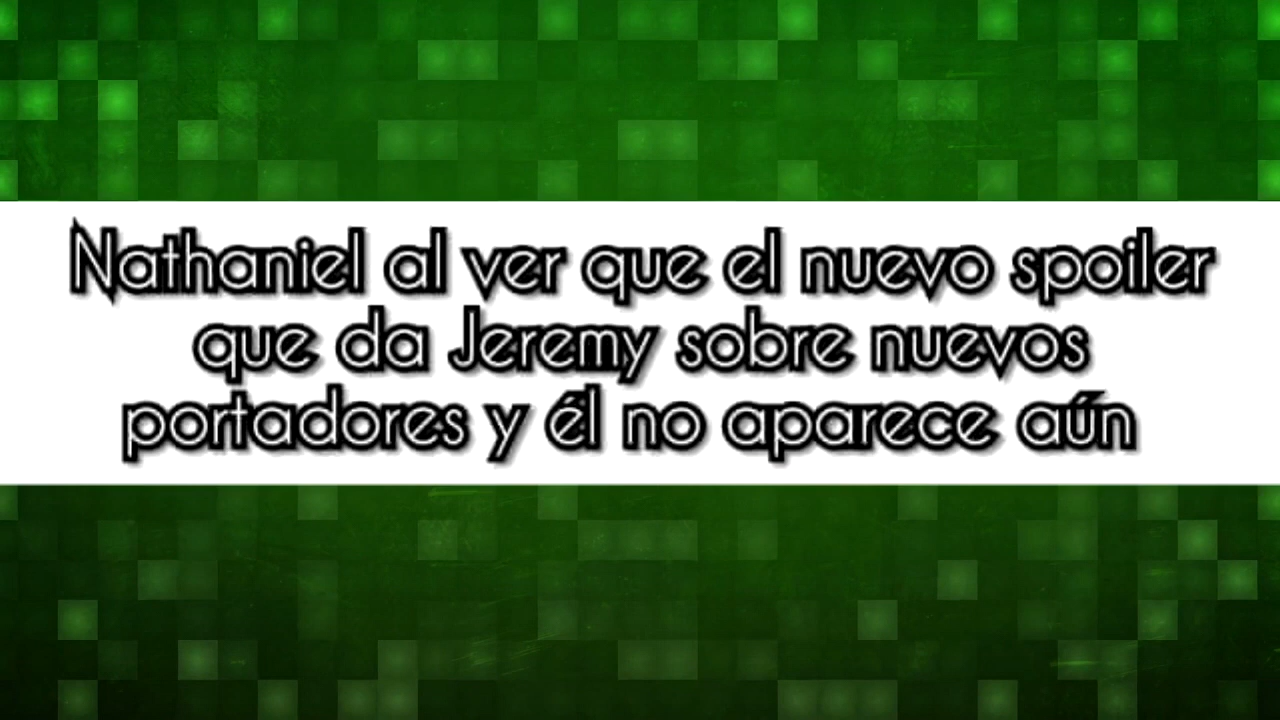 Nathaniel al ver que el nuevo spoiler
que da Jeremy sobre nuevos
portadores y él no aparece aún